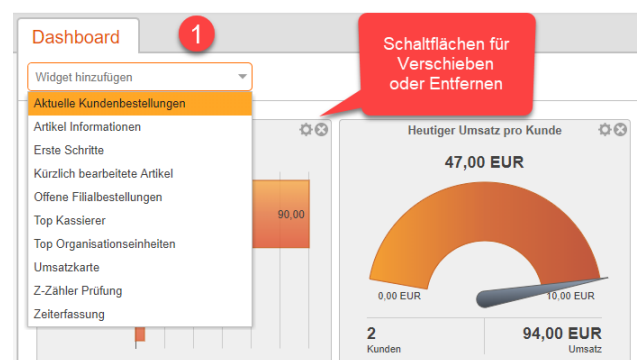 Dashboard
1
Schaltflächen für
Verschieben
oder Entfernen
Widget hinzufügen
Aktuelle Kundenbestellungen
Artikel Informationen
Erste Schritte
Kürzlich bearbeitete Artikel
Offene Filialbestellungen
Top Kassierer
Top Organisationseinheiten
Umsatzkarte
Z-Zähler Prüfung
Zeiterfassung
90,00
Heutiger Umsatz pro Kunde
47,00 EUR
0,00 EUR
10,00 EUR
2
Kunden
94,00 EUR
Umsatz